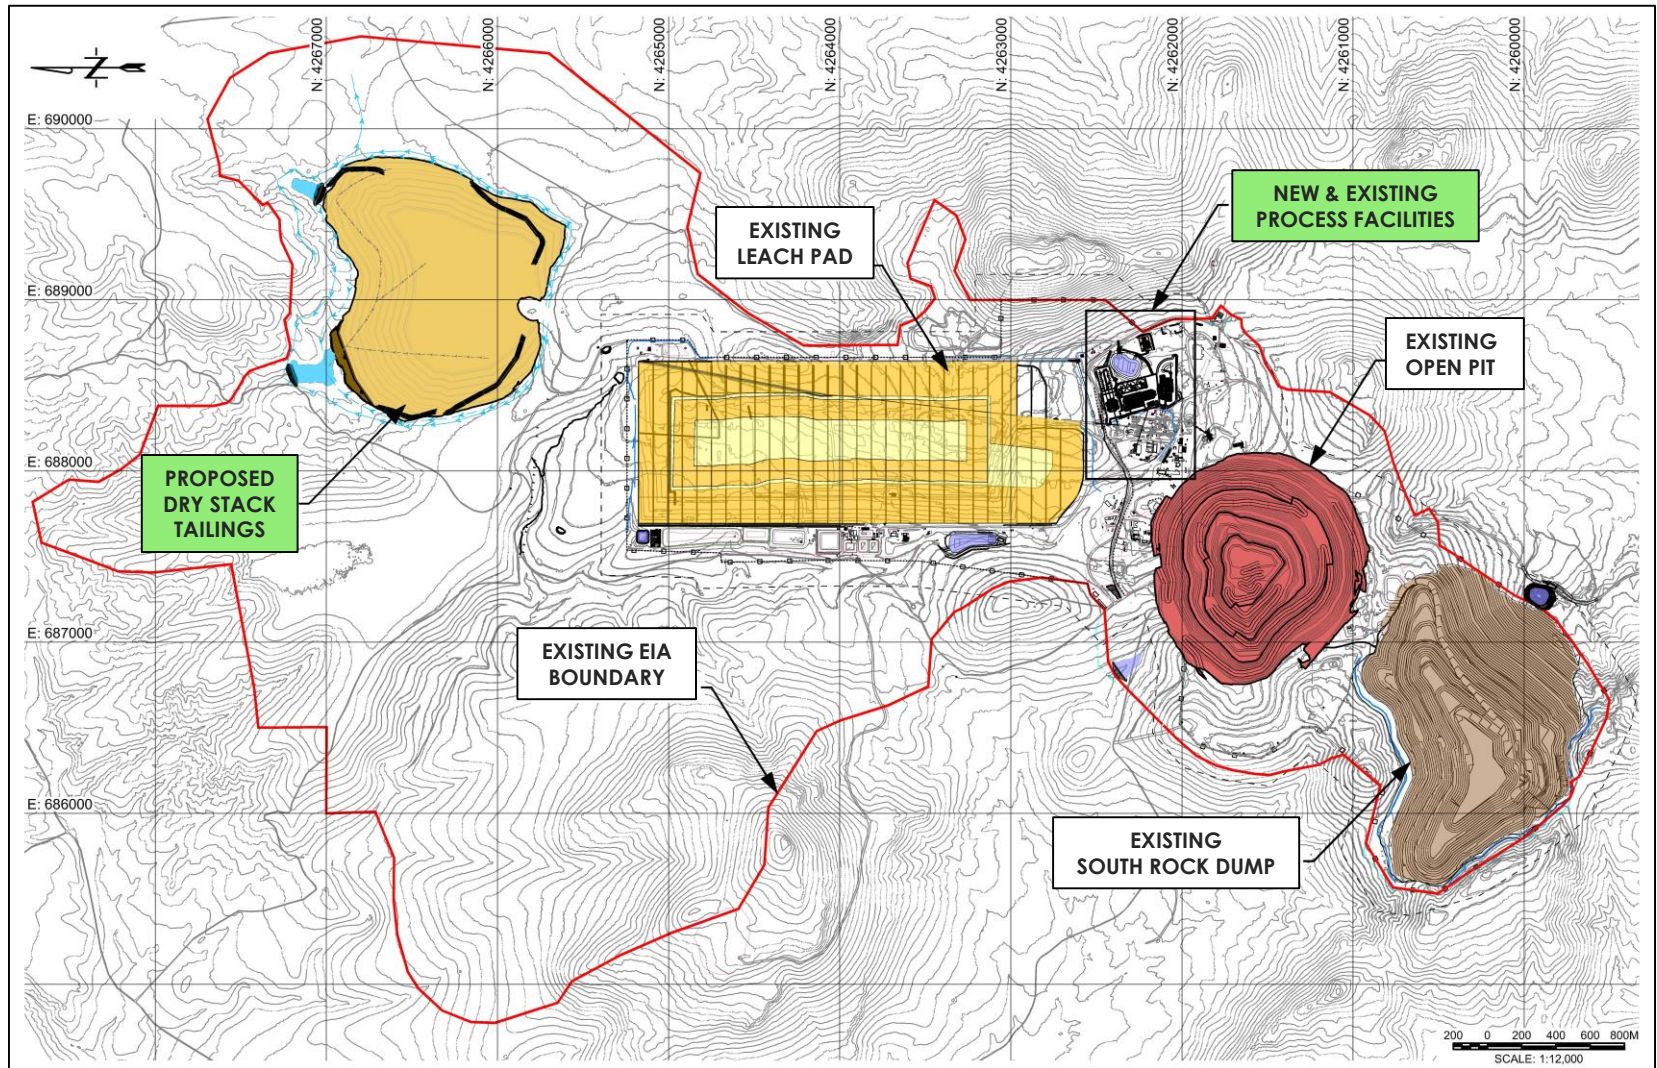 N: 4267000
N: 4266000
N: 4265000
N: 4264000
N: 4263000
N: 4262000
N: 4261000
N: 4260000
N
E: 690000
NEW & EXISTING
PROCESS FACILITIES
EXISTING
LEACH PAD
E: 689000
EXISTING
OPEN PIT
E: 688000
PROPOSED
DRY STACK
TAILINGS
E: 687000
EXISTING EIA
BOUNDARY
E: 686000
EXISTING
SOUTH ROCK DUMP
200 0 200 400 600 800M
SCALE: 1:12,000